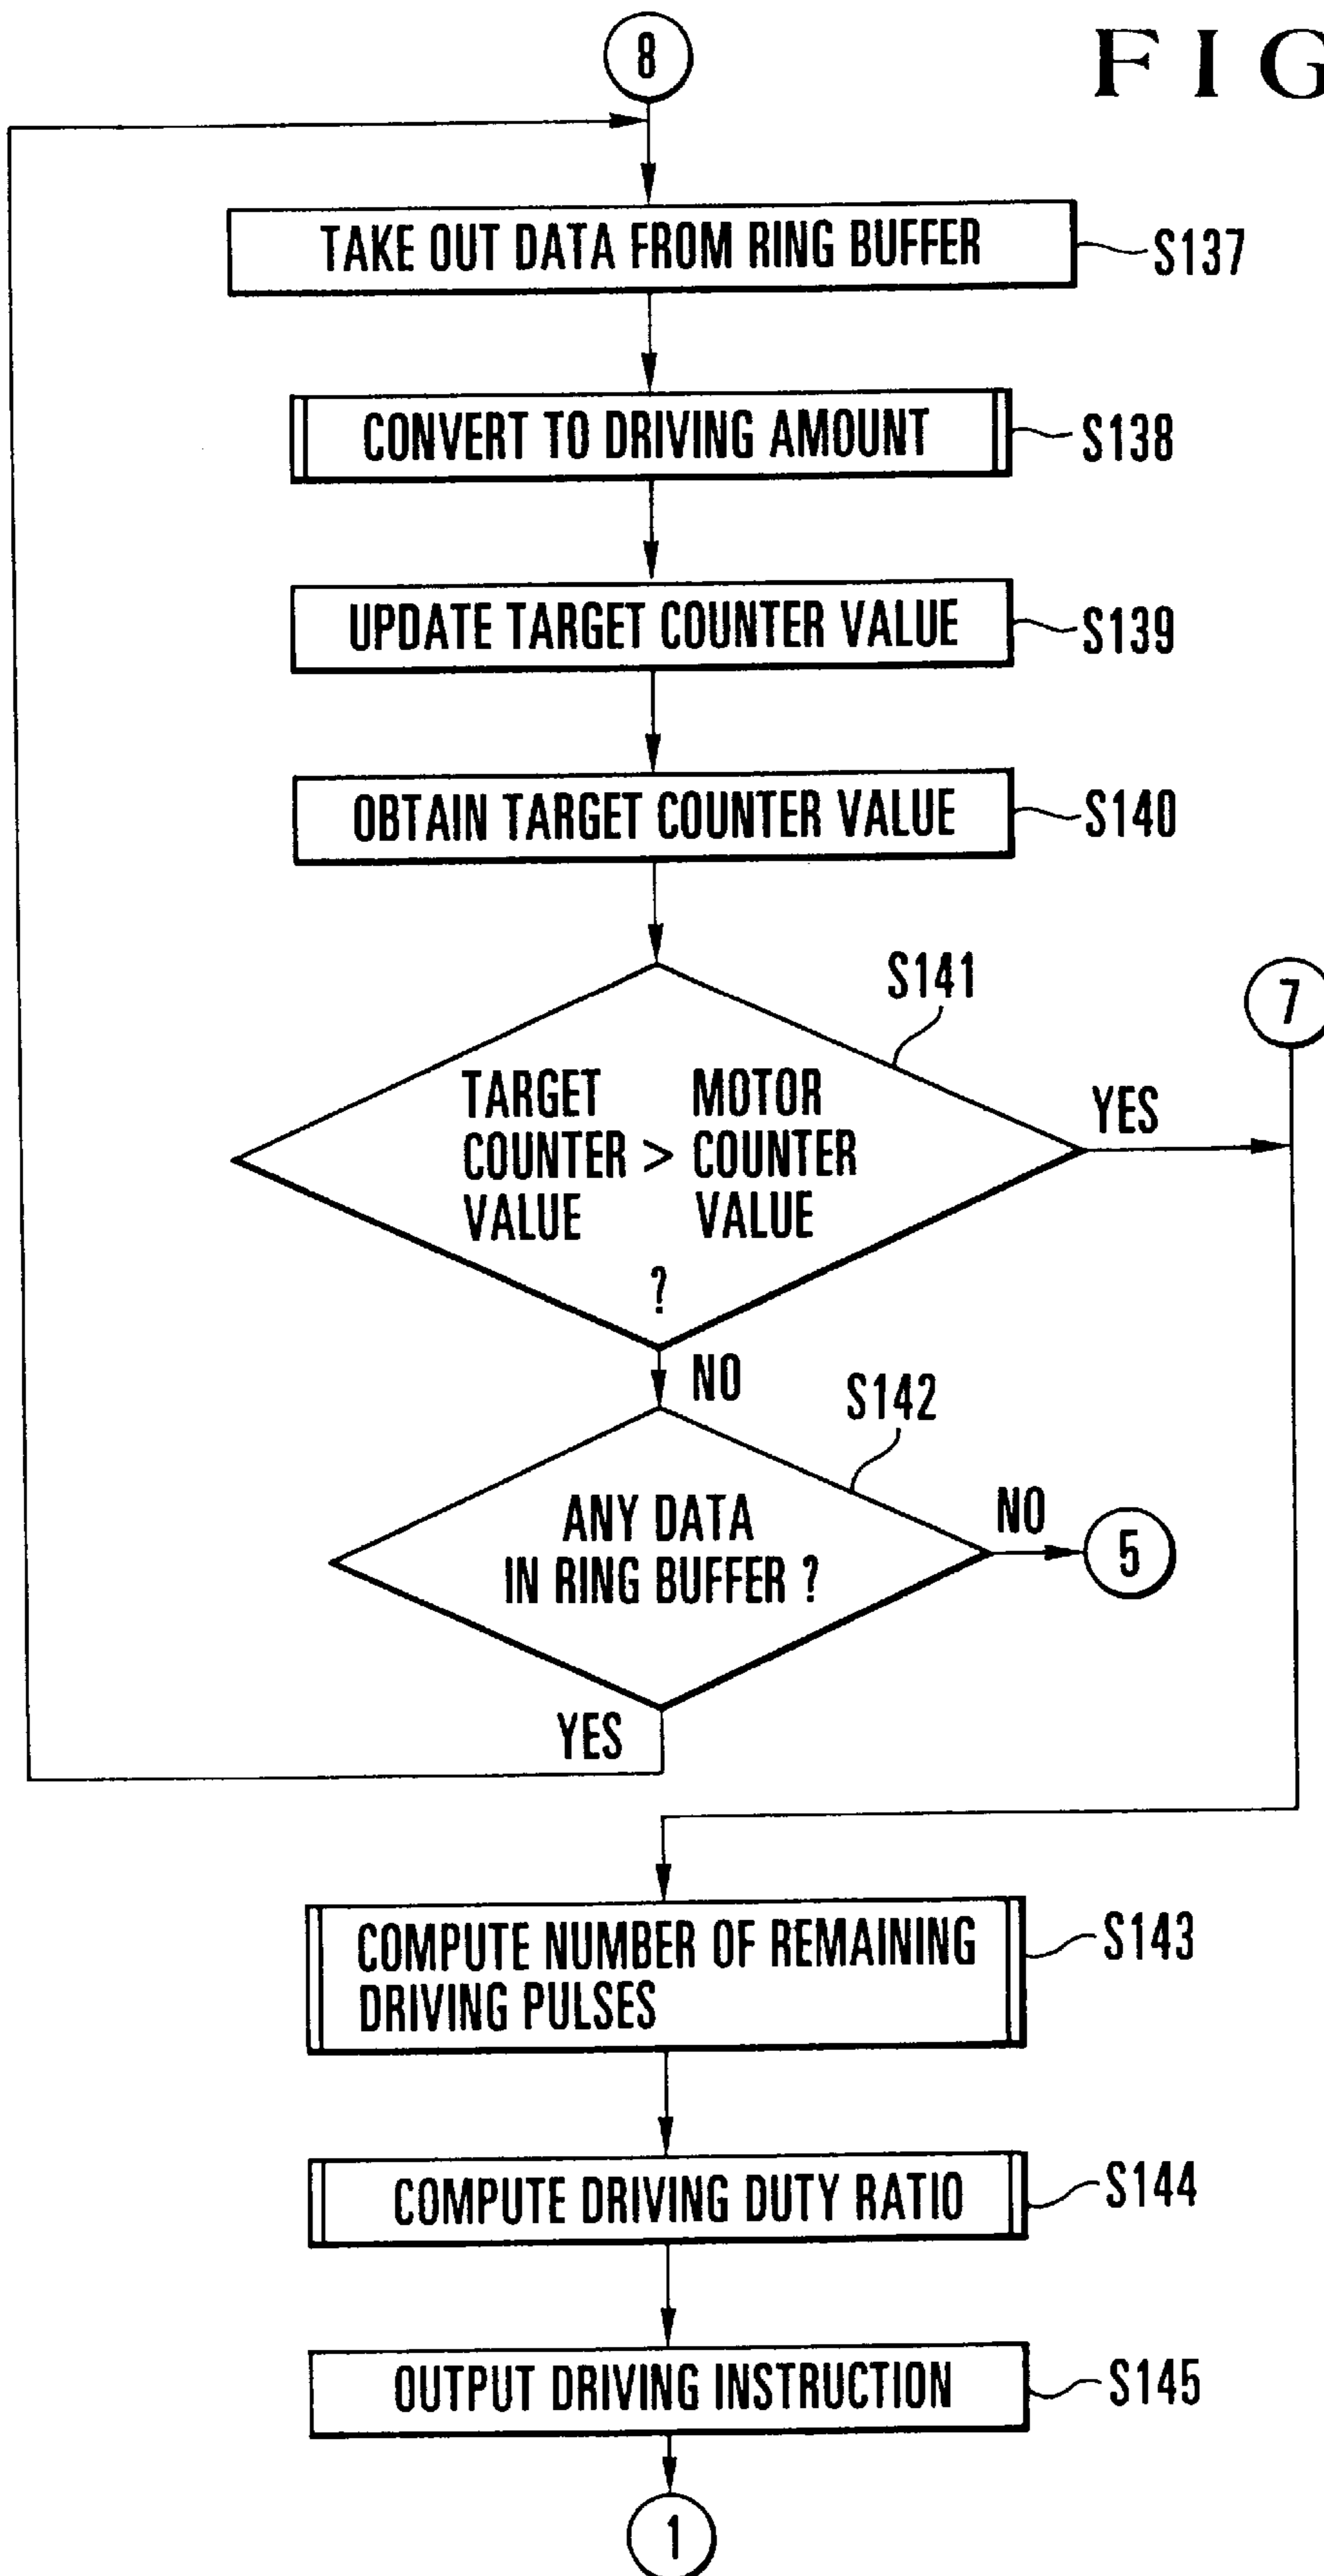 8
FIG
TAKE OUT DATA FROM RING BUFFER
S137
CONVERT TO DRIVING AMOUNT
S138
UPDATE TARGET COUNTER VALUE
S139
OBTAIN TARGET COUNTER VALUE
S140
S141
7
TARGET MOTOR
COUNTER > COUNTER
VALUE VALUE
?
YES
NO
S142
ANY DATA
IN RING BUFFER ?
NO
5
YES
COMPUTE NUMBER OF REMAINING
DRIVING PULSES
S143
COMPUTE DRIVING DUTY RATIO
S144
OUTPUT DRIVING INSTRUCTION
S145
1